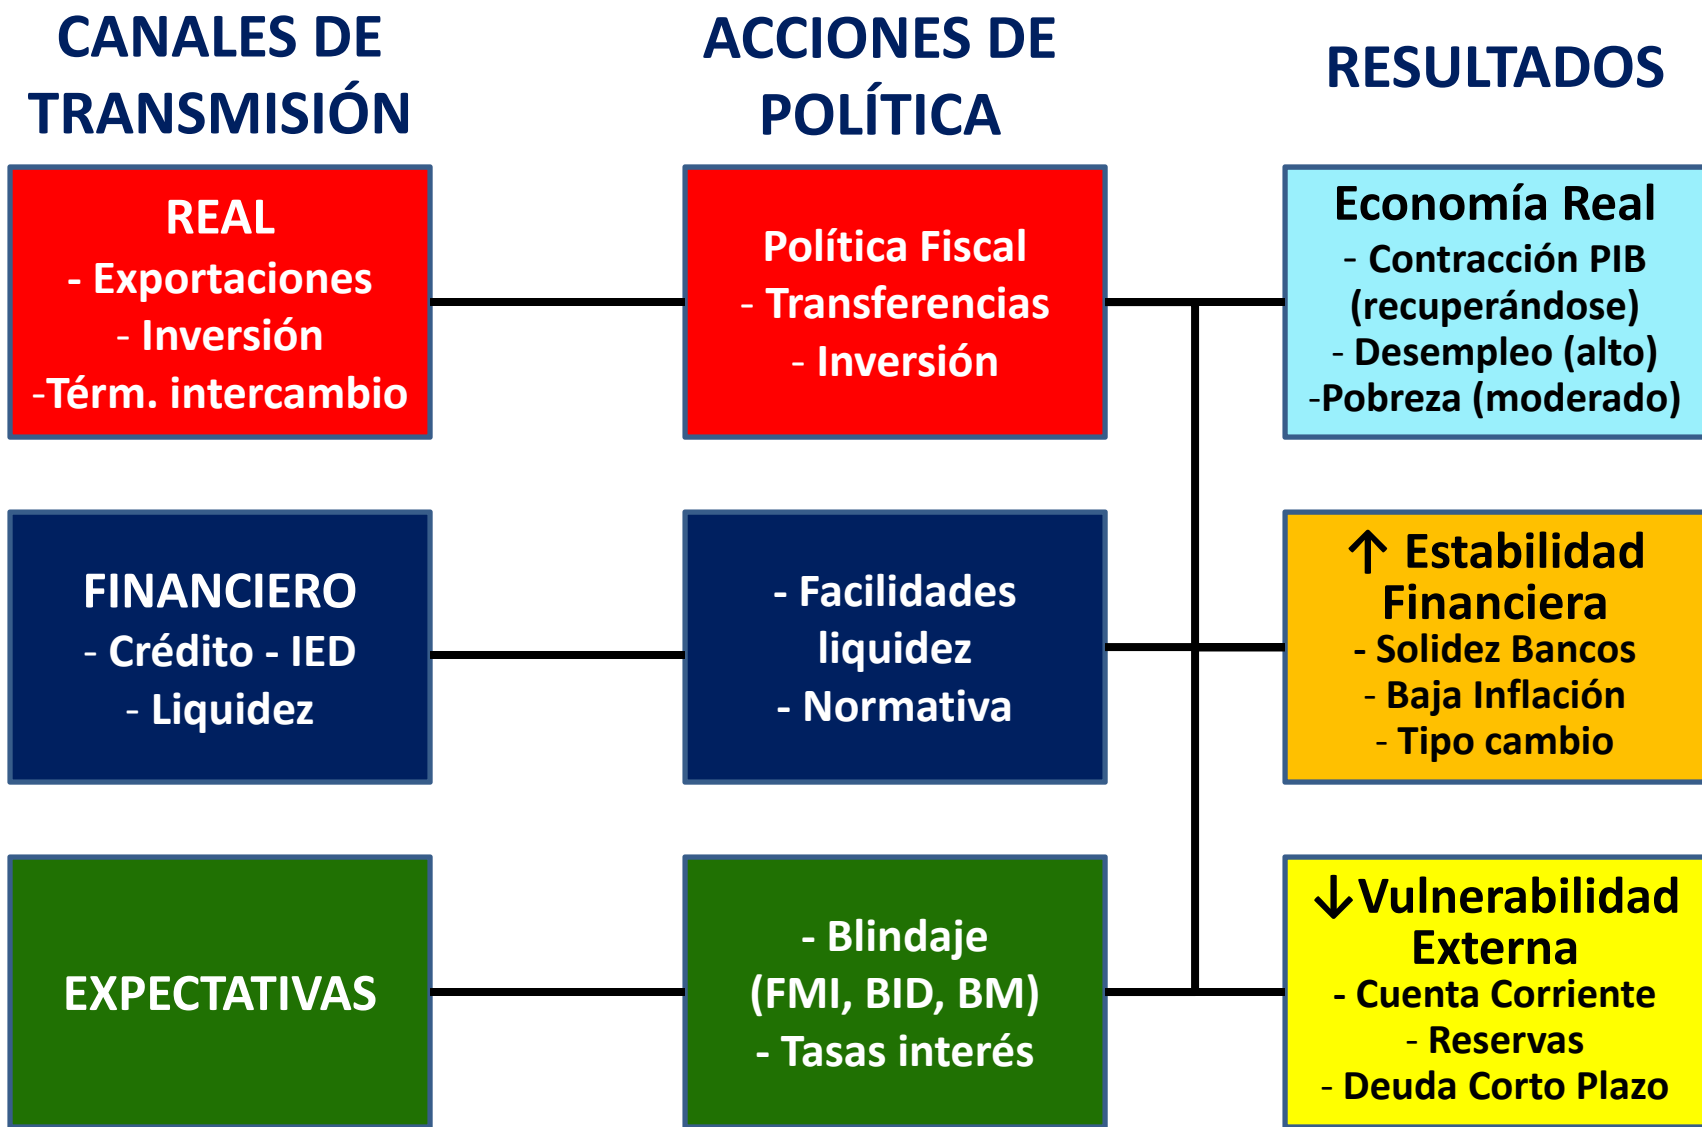 CANALES DE
TRANSMISIÓN
ACCIONES DE
POLÍTICA
RESULTADOS
REAL
- Exportaciones
- Inversión
-Térm. intercambio
Política Fiscal
- Transferencias
- Inversión
Economía Real
- Contracción PIB
(recuperándose)
- Desempleo (alto)
-Pobreza (moderado)
FINANCIERO
- Crédito - IED
- Liquidez
- Facilidades
liquidez
- Normativa
↑ Estabilidad
Financiera
- Solidez Bancos
- Baja Inflación
- Tipo cambio
EXPECTATIVAS
- Blindaje
(FMI, BID, BM)
- Tasas interés
↓Vulnerabilidad
Externa
- Cuenta Corriente
- Reservas
- Deuda Corto Plazo